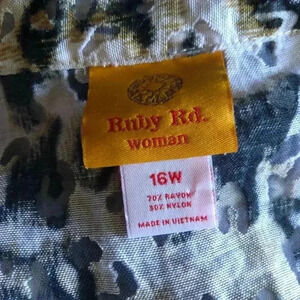 Ruby Rd.
woman
16W
70% RAYON
30% NYLON
MADE IN VIETNAM